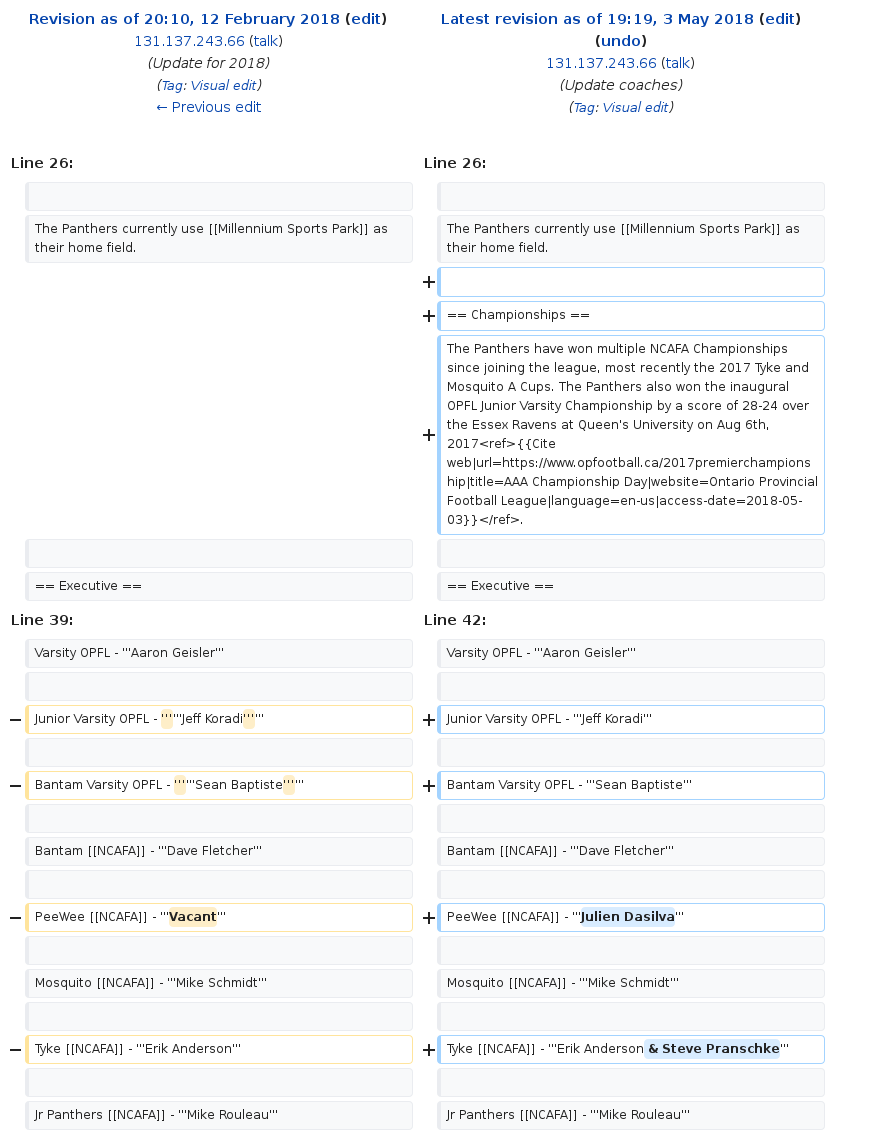 Revision as of 20:10, 12 February 2018 (edit)
131.137.243.66 (talk)
(Update for 2018)
(Tag: Visual edit)
← Previous edit
Latest revision as of 19:19, 3 May 2018 (edit)
(undo)
131.137.243.66 (talk)
(Update coaches)
(Tag: Visual edit)
Line 26:
Line 26:
The Panthers currently use [[Millennium Sports Park]] as
their home field.
The Panthers currently use [[Millennium Sports Park]] as
their home field.
+
+ == Championships ==
+ The Panthers have won multiple NCAFA Championships
since joining the league, most recently the 2017 Tyke and
Mosquito A Cups. The Panthers also won the inaugural
OPFL Junior Varsity Championship by a score of 28-24 over
the Essex Ravens at Queen's University on Aug 6th,
2017<ref>{{Cite
web|url=https://www.opfootball.ca/2017premierchampions
hip|title=AAA Championship Day|website=Ontario Provincial
Football League|language=en-us|access-date=2018-05-
03}}</ref>.
== Executive ==
== Executive ==
Line 39:
Line 42:
Varsity OPFL - '''Aaron Geisler'''
Varsity OPFL - '''Aaron Geisler'''
− Junior Varsity OPFL - ''''''Jeff Koradi''''''
+ Junior Varsity OPFL - '''Jeff Koradi'''
− Bantam Varsity OPFL - ''''''Sean Baptiste''''''
+ Bantam Varsity OPFL - '''Sean Baptiste'''
Bantam [[NCAFA]] - '''Dave Fletcher'''
Bantam [[NCAFA]] - '''Dave Fletcher'''
− PeeWee [[NCAFA]] - '''Vacant'''
+ PeeWee [[NCAFA]] - '''Julien Dasilva'''
Mosquito [[NCAFA]] - '''Mike Schmidt'''
Mosquito [[NCAFA]] - '''Mike Schmidt'''
− Tyke [[NCAFA]] - '''Erik Anderson'''
+ Tyke [[NCAFA]] - '''Erik Anderson & Steve Pranschke'''
Jr Panthers [[NCAFA]] - '''Mike Rouleau'''
Jr Panthers [[NCAFA]] - '''Mike Rouleau'''